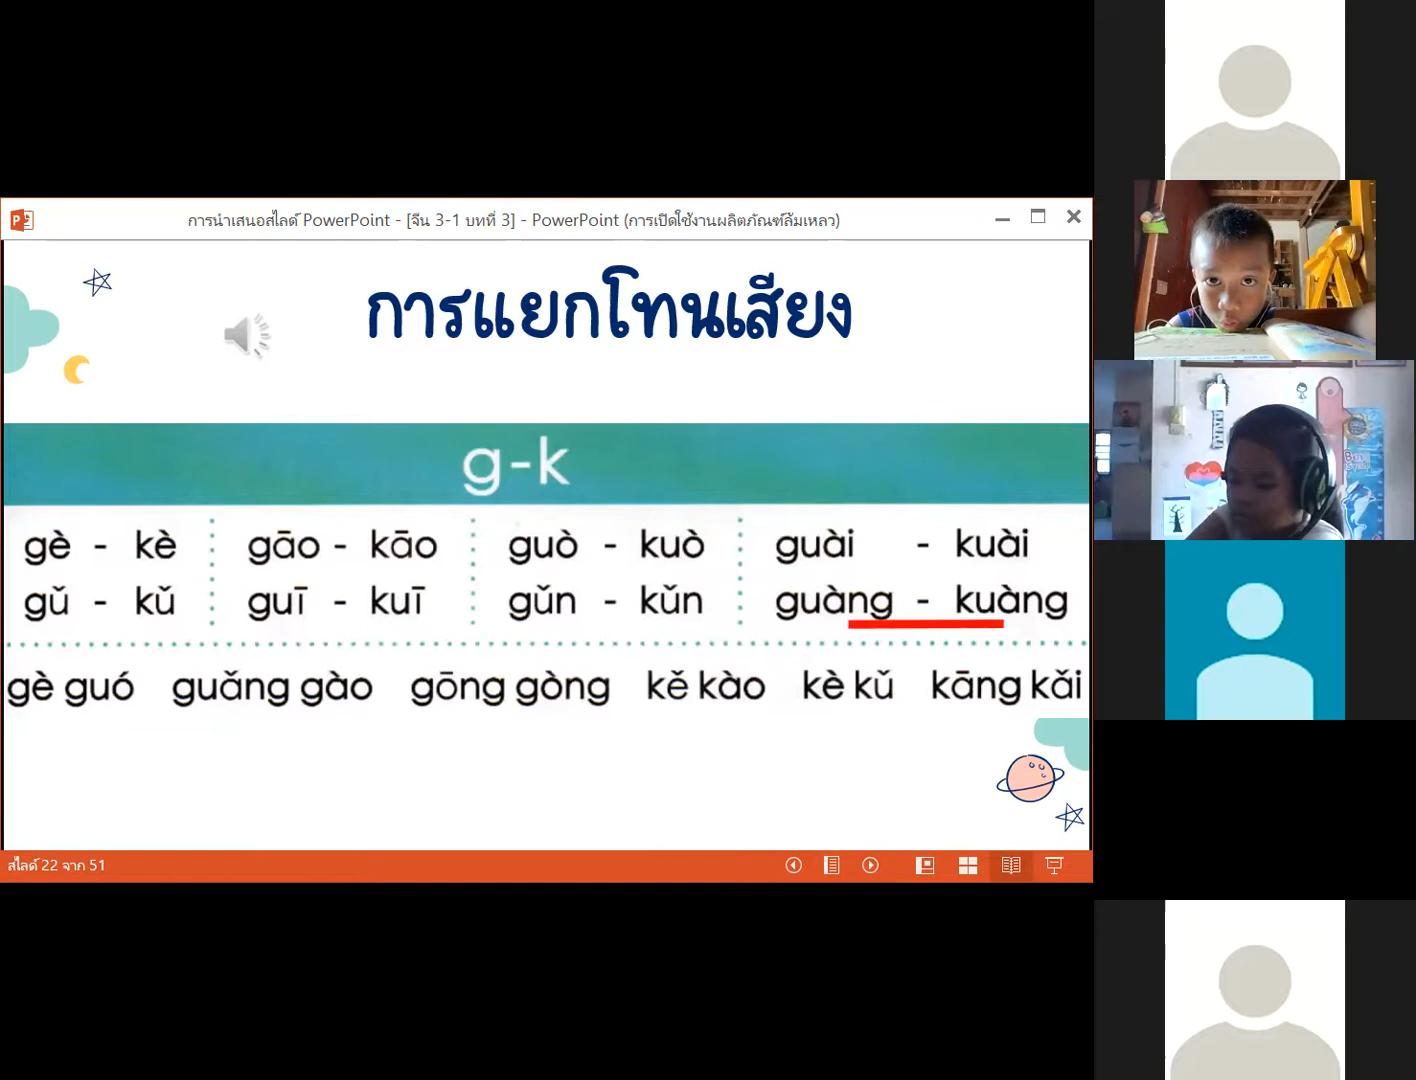 การนำเสนอสไลด์ PowerPoint - [จีน 3-1 บทที่ 3] - PowerPoint (การเปิดใช้งานผลิตภัณฑ์ล้มเหลว)
การแยกโทนเสียง
g-k
gè - kè gāo - kāo guò - kuò guài - kuài
gǔ - kǔ guī - kuī gǔn - kǔn guàng - kuàng
gè guó guǎng gào gōng gòng kě kào kè kǔ kāng kǎi
สไลด์ 22 จาก 51